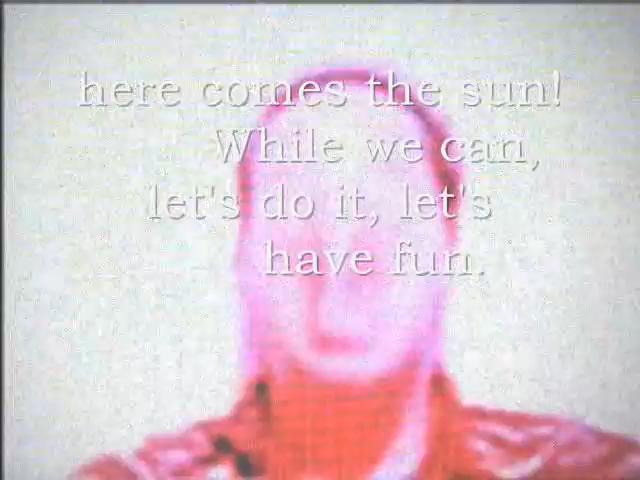 here comes the sun!
While we can,
let's do it, let's
have fun.